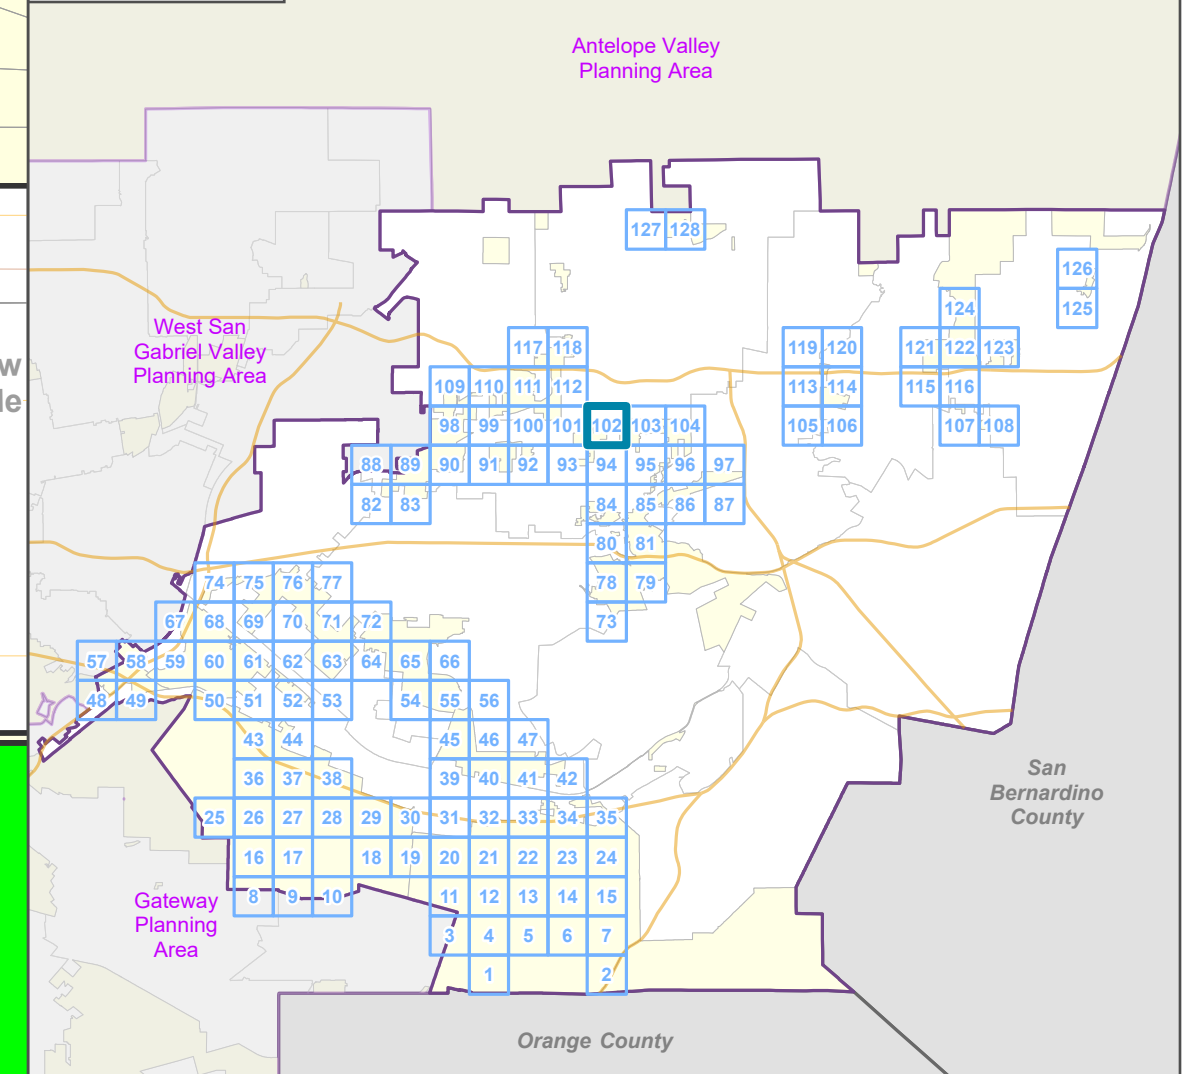 Antelope Valley
Planning Area
127 128
126
124 125
West San
Gabriel Valley
Planning Area
w
le
117 118 119 120 121 122 123
109 110 111 112 113 114 115 116
98 99 100 101 102 103 104 105 106 107 108
88 89 90 91 92 93 94 95 96 97
82 83 84 85 86 87
80 81
74 75 76 77 78 79
67 68 69 70 71 72 73
57 58 59 60 61 62 63 64 65 66
48 49 50 51 52 53 54 55 56
43 44 45 46 47
36 37 38 39 40 41 42
San
Bernardino
County
25 26 27 28 29 30 31 32 33 34 35
16 17 18 19 20 21 22 23 24
8 9 10 11 12 13 14 15
Gateway
Planning
Area
3 4 5 6 7
1 2
Orange County